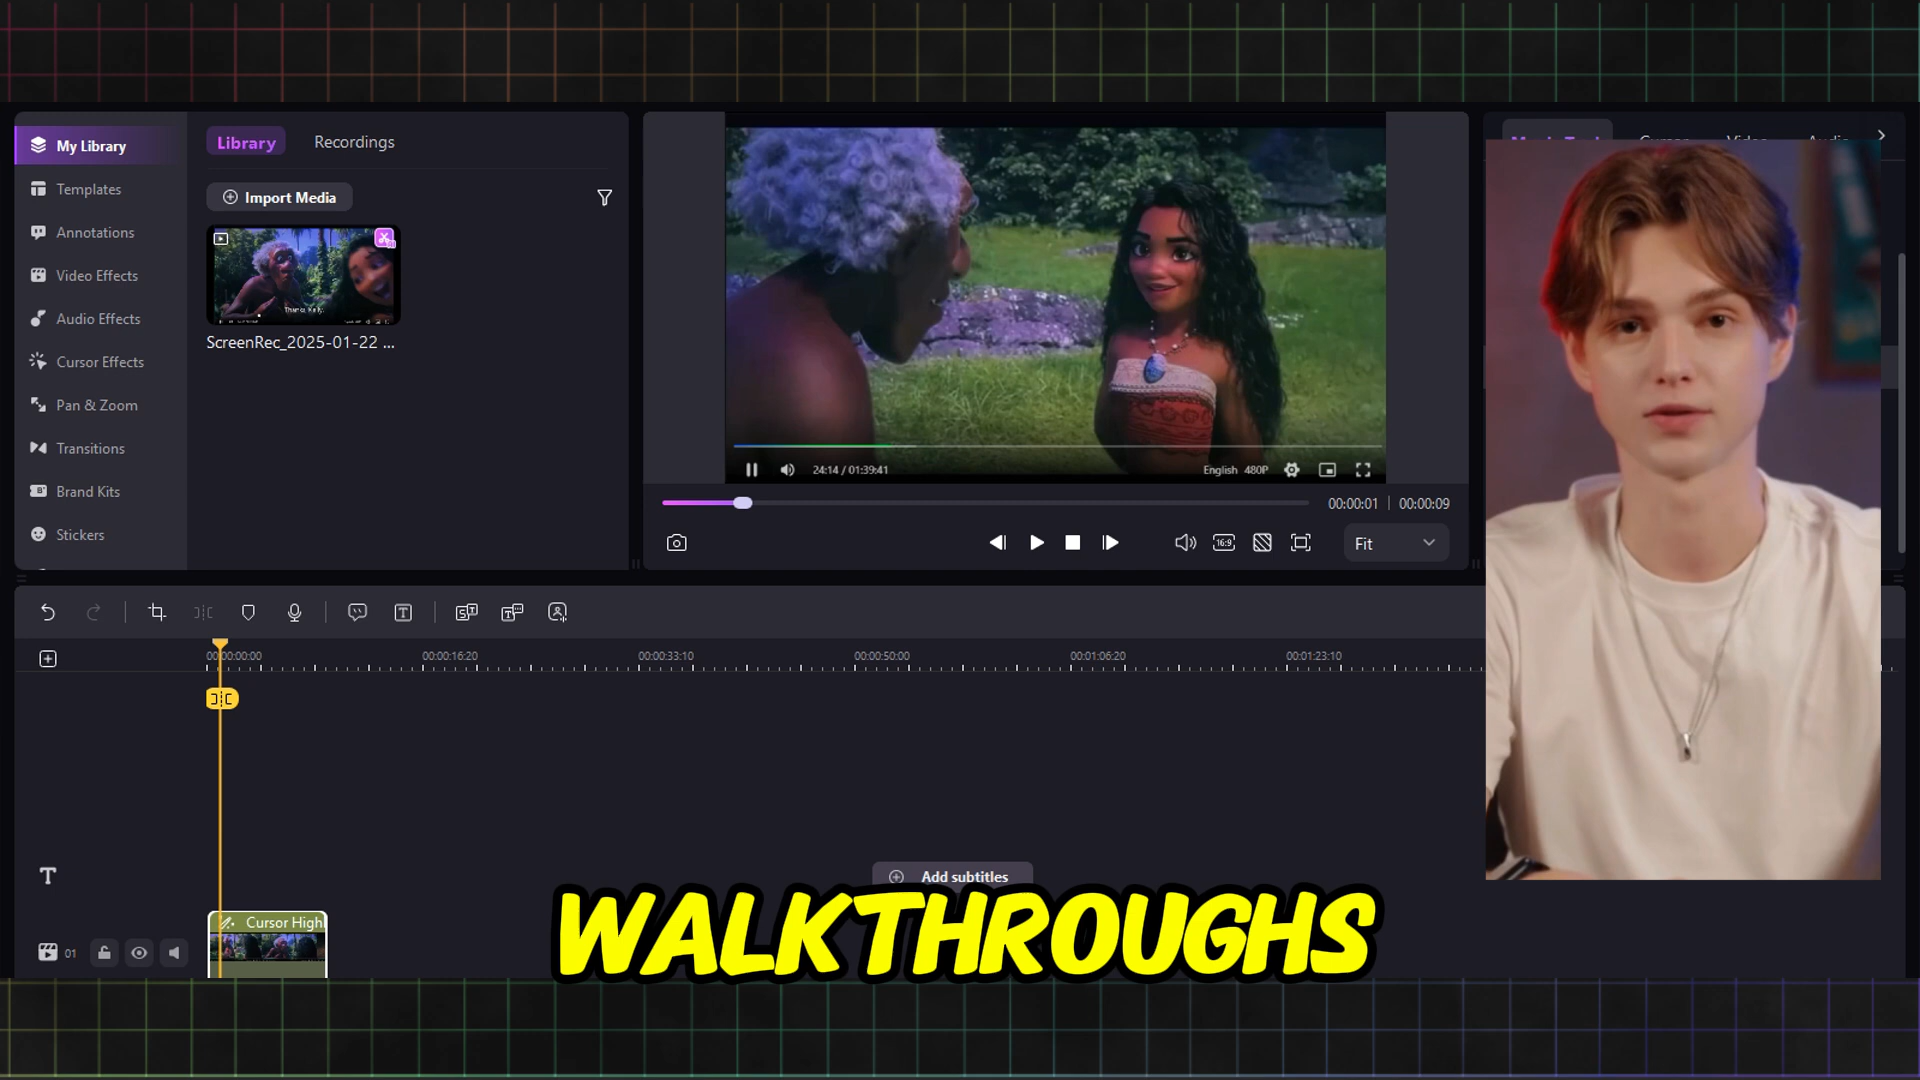 My Library
Templates
Annotations
Video Effects
Audio Effects
Cursor Effects
Pan & Zoom
Transitions
Brand Kits
Stickers
Library
Recordings
Import Media
ScreenRec_2025-01-22 ...
24:14 / 01:39:41
English 480P
00:00:01 | 00:00:09
16:9
Fit
00:00:00:00
00:00:16:20
00:00:33:10
00:00:50:00
00:01:06:20
00:01:23:10
Add subtitles
Cursor High
01
WALKTHROUGHS